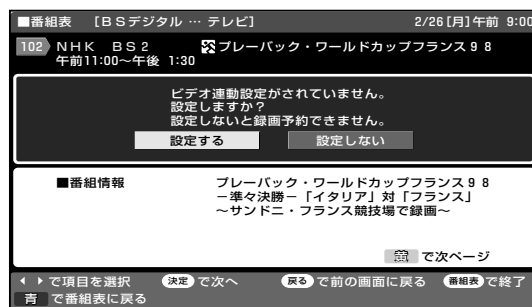 ■番組表 [BSデジタル … テレビ] 2/26[月]午前 9:00
102 NHK BS2 プレーバック・ワールドカップフランス98
午前11:00～午後 1:30
ビデオ連動設定がされていません。
設定しますか？
設定しないと録画予約できません。
設定する 設定しない
■番組情報 プレーバック・ワールドカップフランス98
－準々決勝－「イタリア」対「フランス」
～サンドニ・フランス競技場で録画～
黄 で次ページ
で項目を選択 決定 で次へ 戻る で前の画面に戻る 番組表 で終了
青 で番組表に戻る